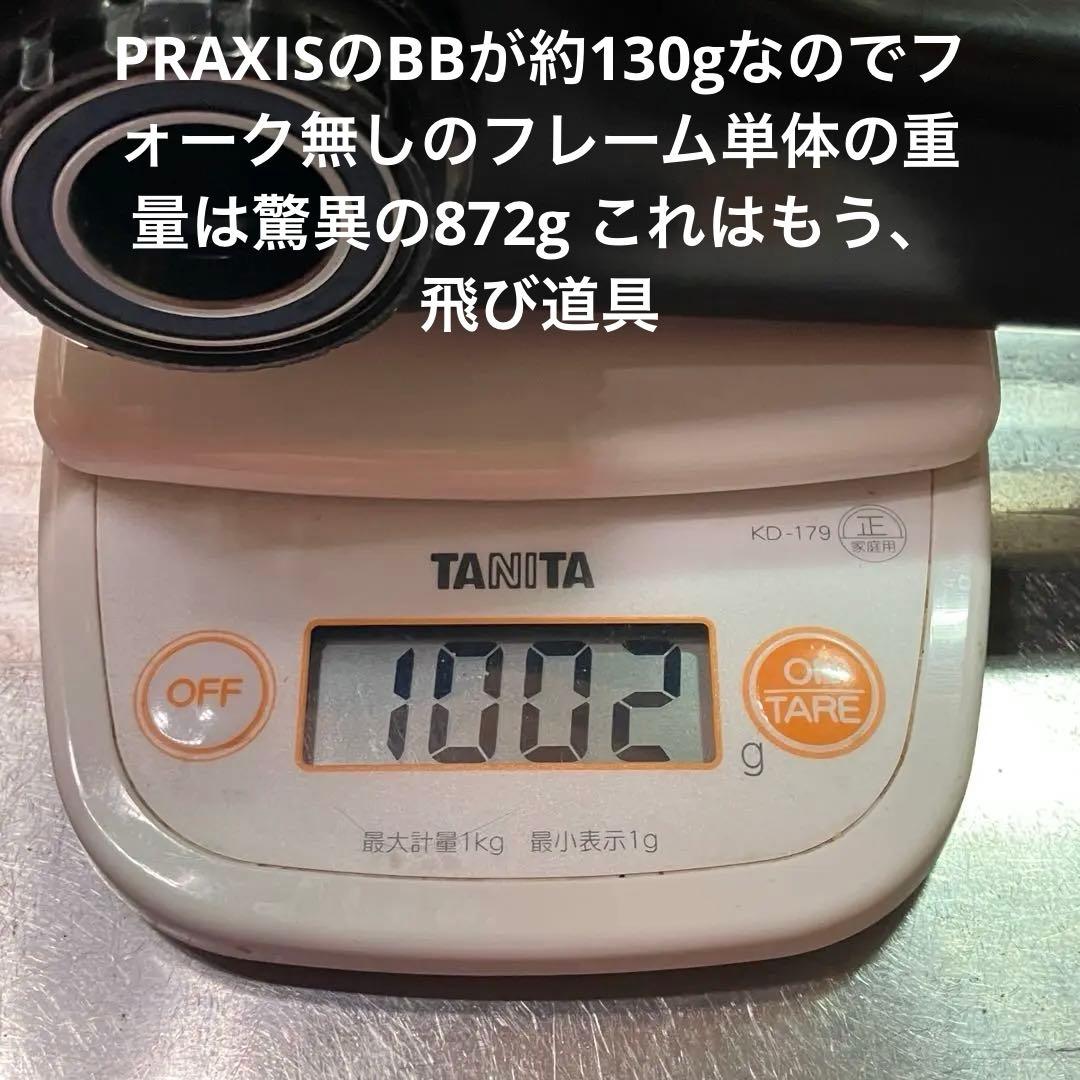 PRAXISのBBが約130gなのでフ
ォーク無しのフレーム単体の重
量は驚異の872g これはもう、
飛び道具
KD-179 正
家庭用
TANITA
OFF
1002
g
ON
TARE
最大計量1kg 最小表示1g